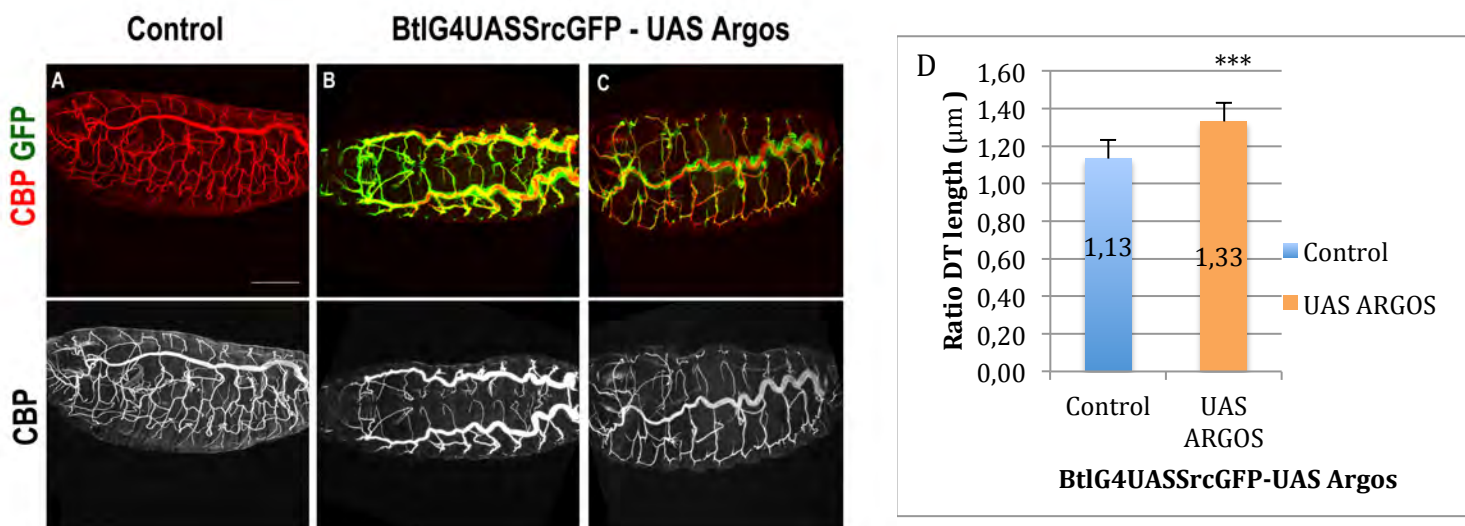 Control
BtlG4UASSrcGFP - UAS Argos
CBP GFP
A
B
C
CBP
D
***
1,60
1,40
1,20
1,00
0,80
0,60
0,40
0,20
0,00
Ratio DT length (μm)
1,13
1,33
Control
UAS ARGOS
Control
UAS
ARGOS
BtlG4UASSrcGFP-UAS Argos